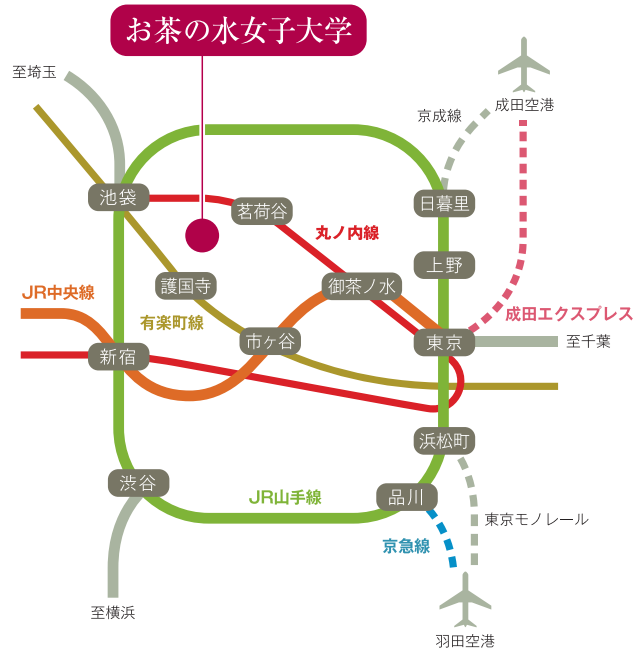 お茶の水女子大学
至埼玉
成田空港
京成線
池袋
日暮里
茗荷谷
丸ノ内線
上野
護国寺
御茶ノ水
JR中央線
有楽町線
成田エクスプレス
市ヶ谷
東京
至千葉
新宿
浜松町
渋谷
JR山手線
品川
東京モノレール
京急線
至横浜
羽田空港